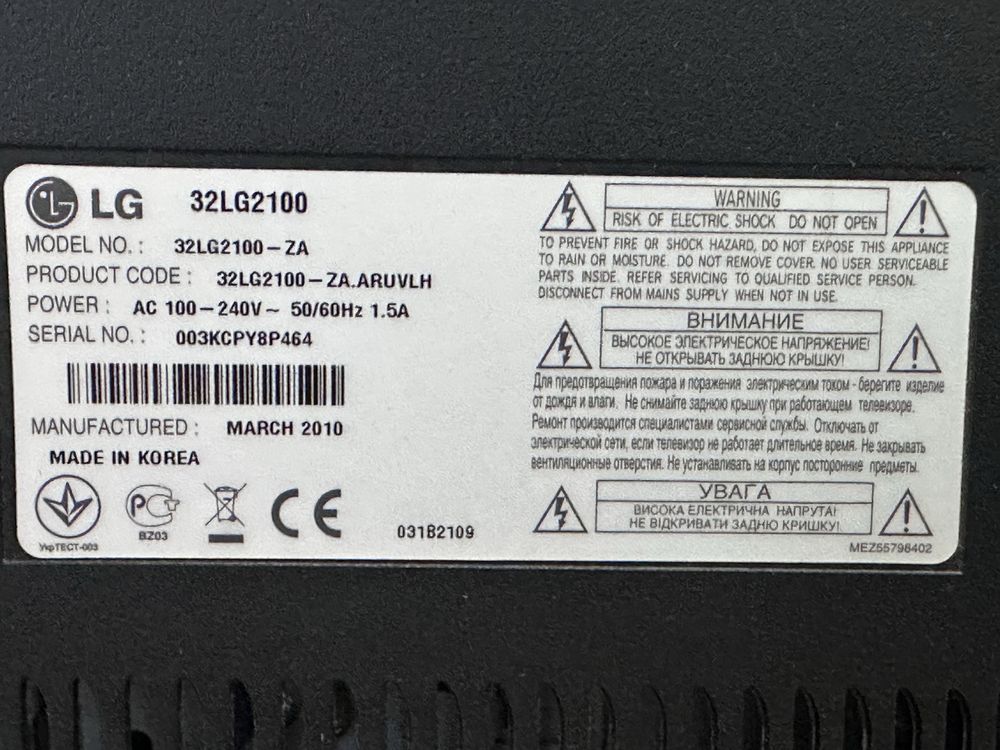 LG 32LG2100
MODEL NO. : 32LG2100-ZA
PRODUCT CODE : 32LG2100-ZA.ARUVLH
POWER : AC 100-240V~ 50/60Hz 1.5A
SERIAL NO. : 003KCPY8P464
MANUFACTURED : MARCH 2010
MADE IN KOREA
УкрТЕСТ-003
РСТ
BZ03
CE
031B2109
WARNING
RISK OF ELECTRIC SHOCK DO NOT OPEN
TO PREVENT FIRE OR SHOCK HAZARD, DO NOT EXPOSE THIS APPLIANCE
TO RAIN OR MOISTURE. DO NOT REMOVE COVER. NO USER SERVICEABLE
PARTS INSIDE. REFER SERVICING TO QUALIFIED SERVICE PERSON.
DISCONNECT FROM MAINS SUPPLY WHEN NOT IN USE.
ВНИМАНИЕ
ВЫСОКОЕ ЭЛЕКТРИЧЕСКОЕ НАПРЯЖЕНИЕ!
НЕ ОТКРЫВАТЬ ЗАДНЮЮ КРЫШКУ!
Для предотвращения пожара и поражения электрическим током - берегите изделие
от дождя и влаги. Не снимайте заднюю крышку при работающем телевизоре.
Ремонт производится специалистами сервисной службы. Отключать от
электрической сети, если телевизор не работает длительное время. Не закрывать
вентиляционные отверстия. Не устанавливать на корпус посторонние предметы.
УВАГА
ВИСОКА ЕЛЕКТРИЧНА НАПРУГА!
НЕ ВІДКРИВАТИ ЗАДНЮ КРИШКУ!
MEZ55798402